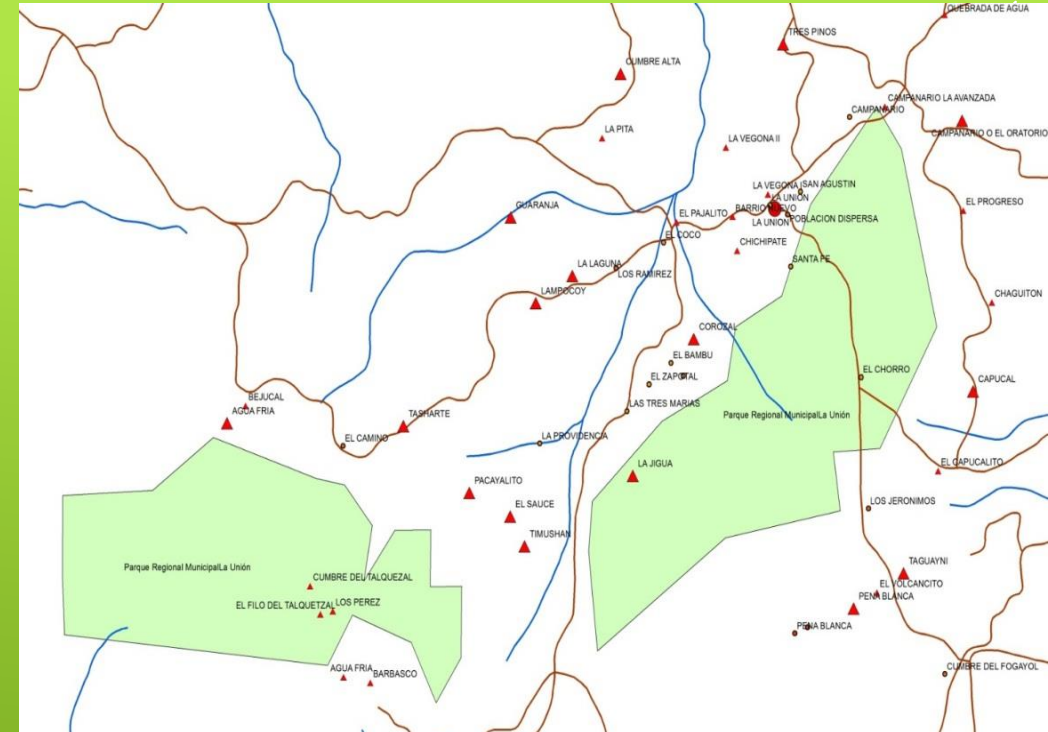 QUEBRADA DE AGUA
TRES PINOS
CUMBRE ALTA
CAMPANARIO LA AVANZADA
CAMPANARIO
CAMPANARIO O EL ORATORIO
LA PITA
LA VEGONA II
LA VEGONA I
SAN AGUSTIN
LA UNION
BARRIO NUEVO
EL PROGRESO
GUARANJA
EL PAJALITO
LA UNION
POBLACION DISPERSA
EL COCO
CHICHIPATE
SANTA FE
LA LAGUNA
LOS RAMIREZ
LAMPOCOY
CHAGUITON
COROZAL
EL BAMBU
EL ZAPOTAL
EL CHORRO
CAPUCAL
BEJUCAL
AGUA FRIA
TASHARTE
LAS TRES MARIAS
Parque Regional MunicipalLa Unión
EL CAMINO
LA PROVIDENCIA
LA JIGUA
EL CAPUCALITO
PACAYALITO
EL SAUCE
LOS JERONIMOS
TIMUSHAN
Parque Regional MunicipalLa Unión
TAGUAYNI
CUMBRE DEL TALQUEZAL
EL VOLCANCITO
PENA BLANCA
EL FILO DEL TALQUETZAL
LOS PEREZ
PENA BLANCA
AGUA FRIA
BARBASCO
CUMBRE DEL FOGAYOL